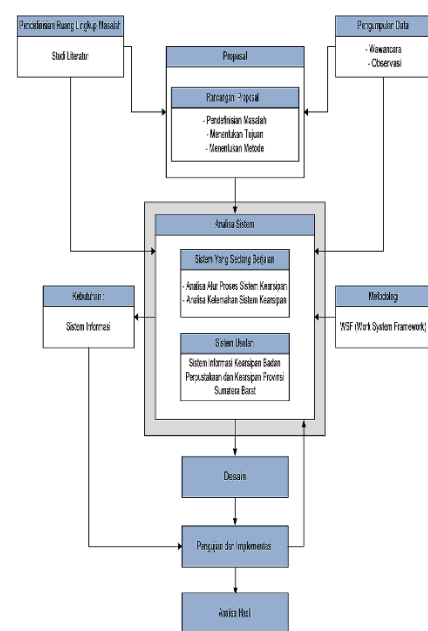 Pendefinisian Ruang Lingkup Masalah
Studi Literatur
Pengumpulan Data
- Wawancara
- Observasi
Proposal
Rancangan Proposal
- Pendefinisian Masalah
- Menentukan Tujuan
- Menentukan Metode
Analisa Sistem
Sistem Yang Sedang Berjalan
- Analisa Alur Proses Sistem Kearsipan
- Analisa Kelemahan Sistem Kearsipan
Kebutuhan :
Sistem Informasi
Metodologi
WSF (Work System Framework)
Sistem Usulan
Sistem Informasi Kearsipan Badan
Perpustakaan dan Kearsipan Provinsi
Sumatera Barat
Desain
Pengujian dan Implementasi
Analisa Hasil